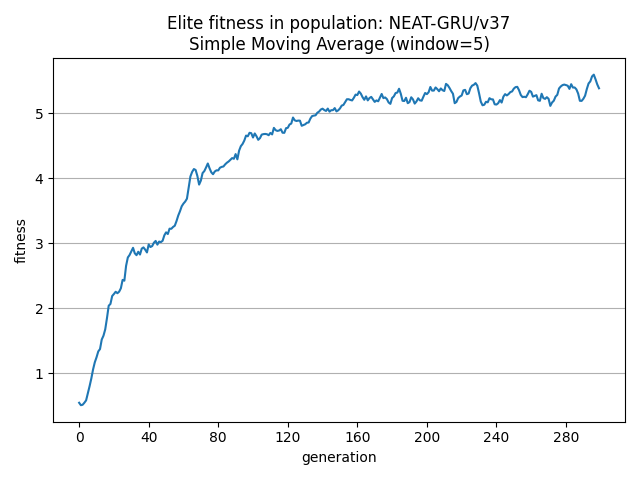 Elite fitness in population: NEAT-GRU/v37
Simple Moving Average (window=5)
fitness
5
4
3
2
1
0 40 80 120 160 200 240 280
generation